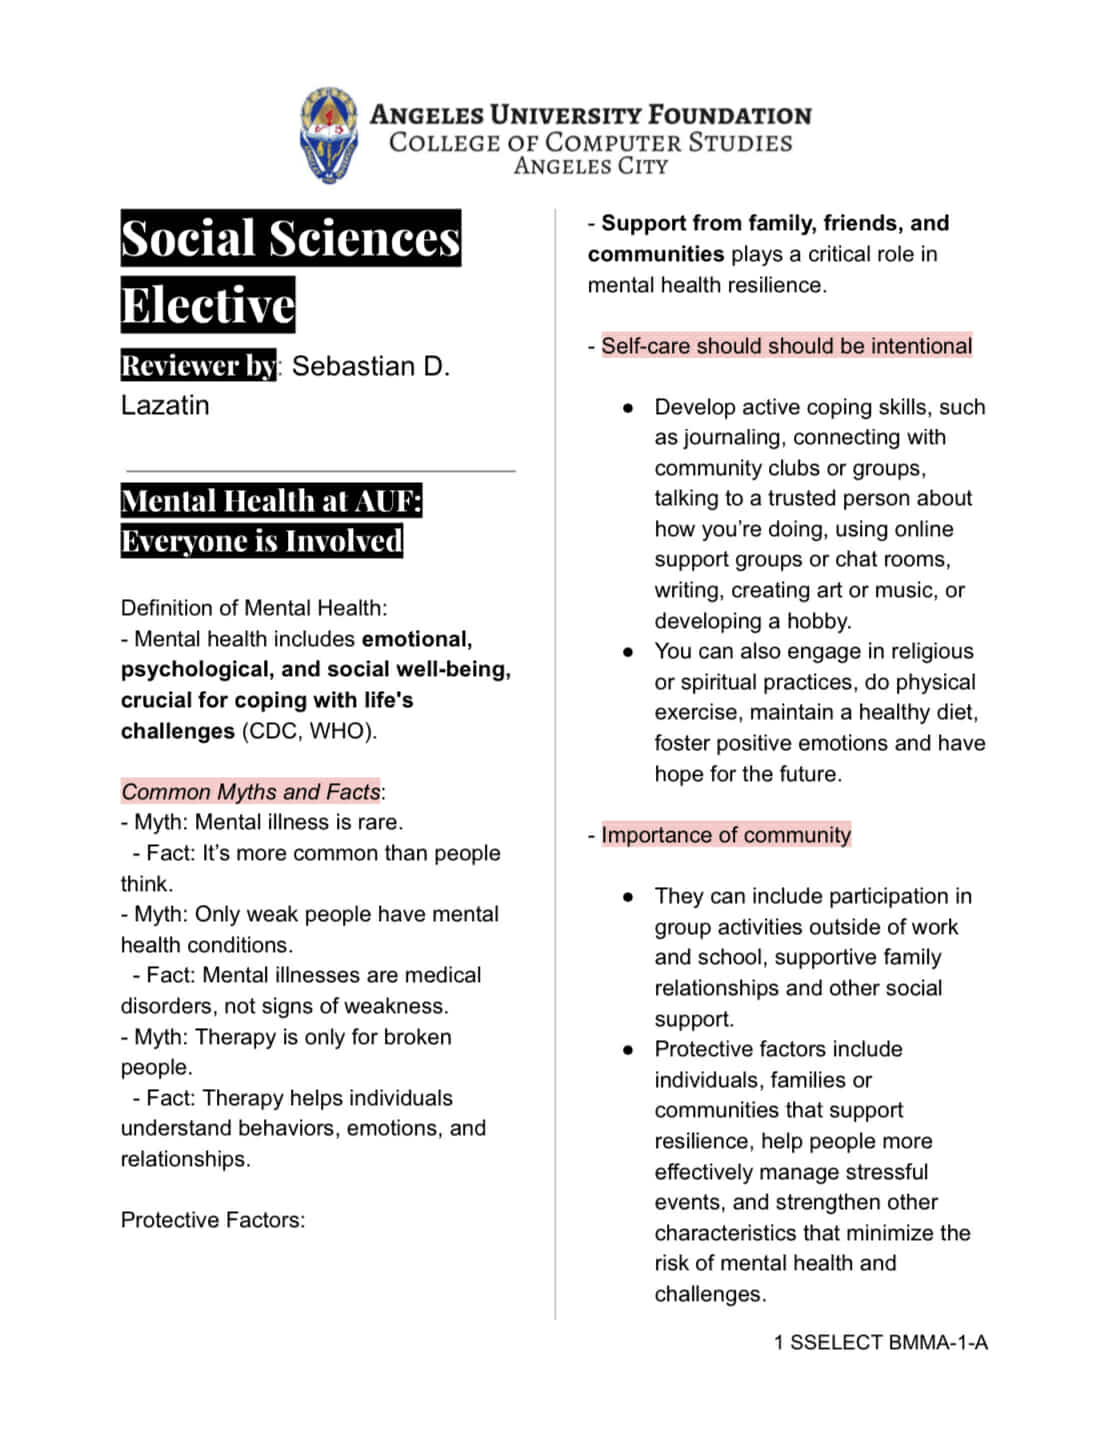 ANGELES UNIVERSITY FOUNDATION
COLLEGE OF COMPUTER STUDIES
ANGELES CITY
Social Sciences
Elective
Reviewer by: Sebastian D.
Lazatin
Mental Health at AUF:
Everyone is Involved
Definition of Mental Health:
- Mental health includes emotional,
psychological, and social well-being,
crucial for coping with life's
challenges (CDC, WHO).
Common Myths and Facts:
- Myth: Mental illness is rare.
- Fact: It’s more common than people
think.
- Myth: Only weak people have mental
health conditions.
- Fact: Mental illnesses are medical
disorders, not signs of weakness.
- Myth: Therapy is only for broken
people.
- Fact: Therapy helps individuals
understand behaviors, emotions, and
relationships.
Protective Factors:
- Support from family, friends, and
communities plays a critical role in
mental health resilience.
- Self-care should should be intentional
● Develop active coping skills, such
as journaling, connecting with
community clubs or groups,
talking to a trusted person about
how you’re doing, using online
support groups or chat rooms,
writing, creating art or music, or
developing a hobby.
● You can also engage in religious
or spiritual practices, do physical
exercise, maintain a healthy diet,
foster positive emotions and have
hope for the future.
- Importance of community
● They can include participation in
group activities outside of work
and school, supportive family
relationships and other social
support.
● Protective factors include
individuals, families or
communities that support
resilience, help people more
effectively manage stressful
events, and strengthen other
characteristics that minimize the
risk of mental health and
challenges.
1 SSELECT BMMA-1-A